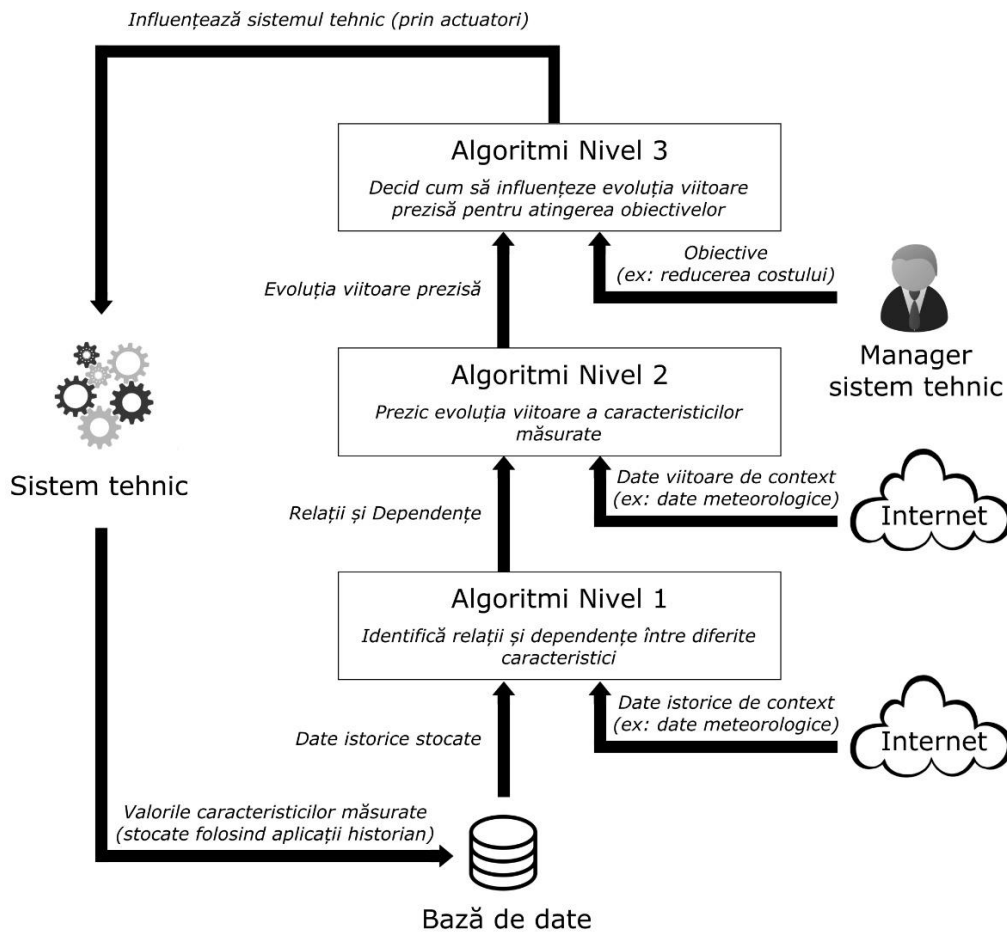 Influențează sistemul tehnic (prin actuatori)
Algoritmi Nivel 3
Decid cum să influențeze evoluția viitoare
prezisă pentru atingerea obiectivelor
Obiective
(ex: reducerea costului)
Evoluția viitoare prezisă
Manager
sistem tehnic
Algoritmi Nivel 2
Prezic evoluția viitoare a caracteristicilor
măsurate
Sistem tehnic
Date viitoare de context
(ex: date meteorologice)
Internet
Relații și Dependențe
Algoritmi Nivel 1
Identifică relații și dependențe între diferite
caracteristici
Date istorice de context
(ex: date meteorologice)
Internet
Date istorice stocate
Valorile caracteristicilor măsurate
(stocate folosind aplicații historian)
Bază de date